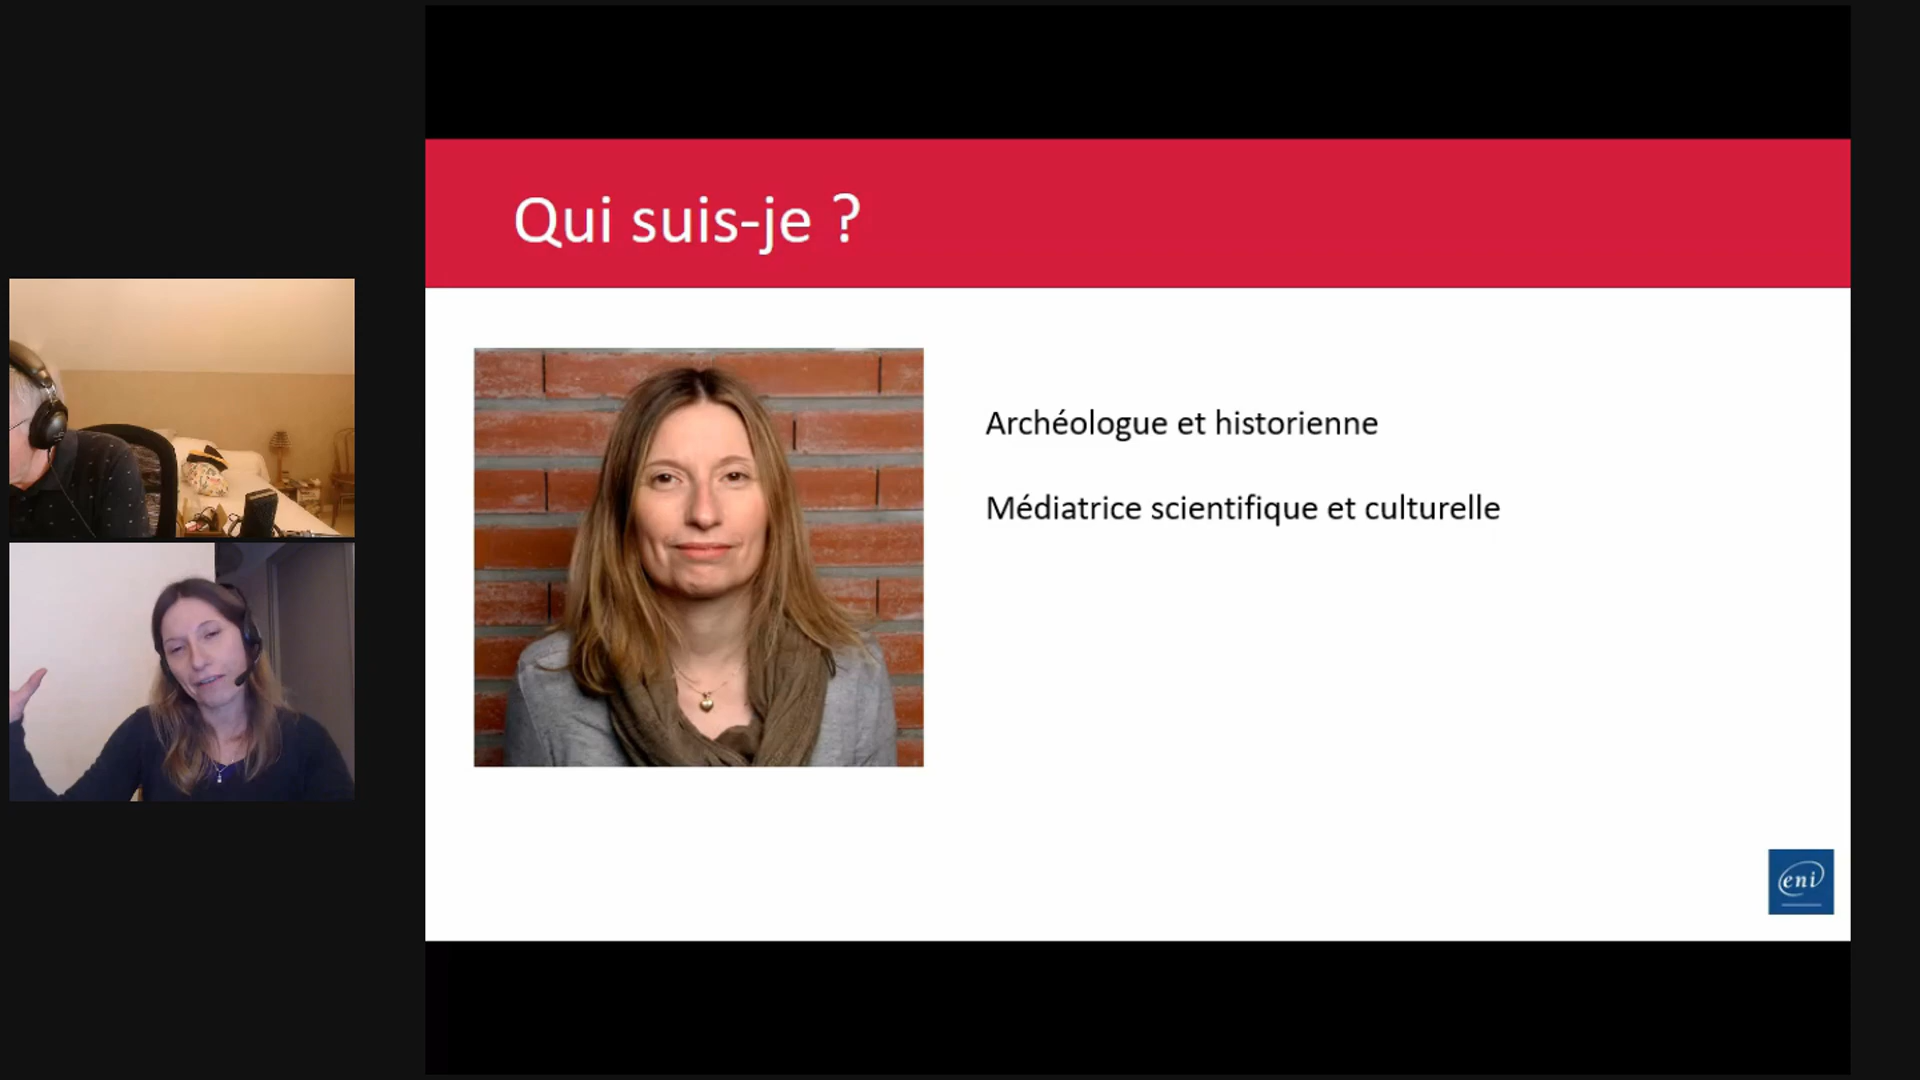 Qui suis-je ?
Archéologue et historienne
Médiatrice scientifique et culturelle
eni